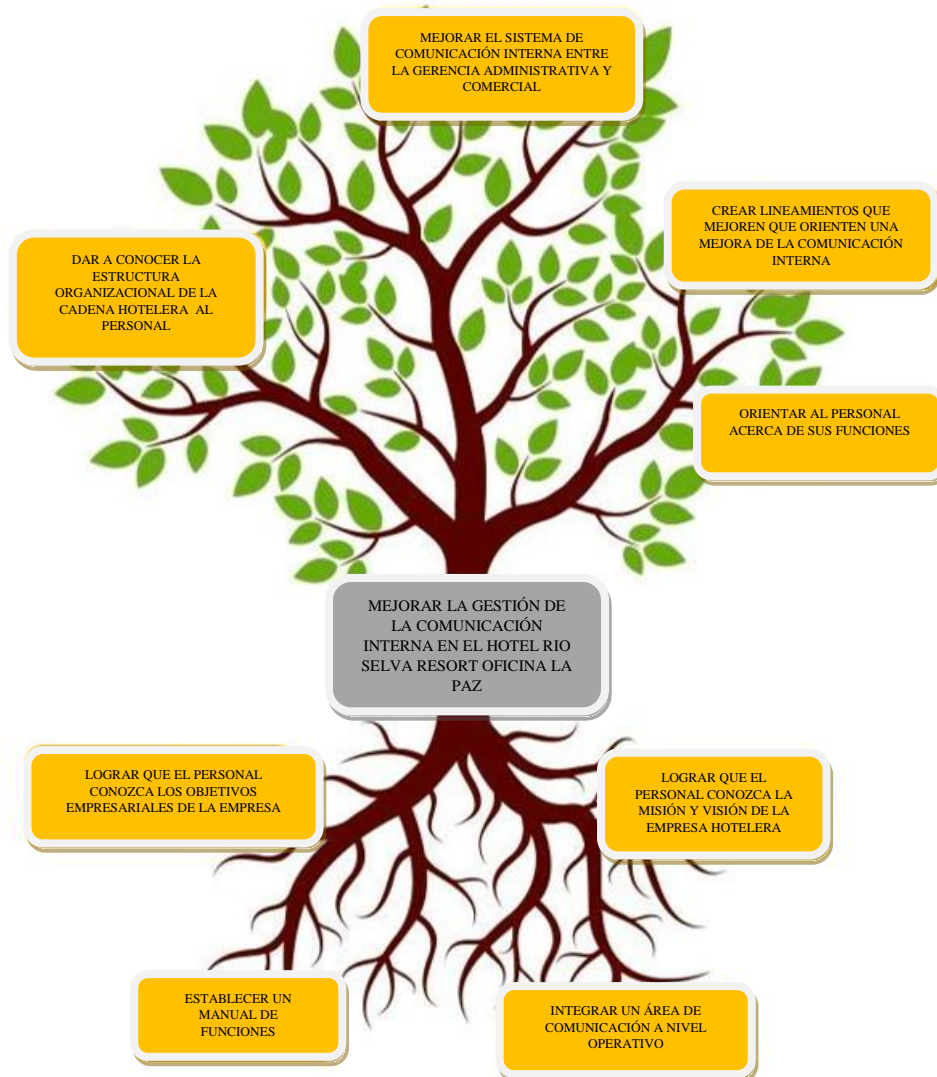 MEJORAR EL SISTEMA DE
COMUNICACIÓN INTERNA ENTRE
LA GERENCIA ADMINISTRATIVA Y
COMERCIAL
CREAR LINEAMIENTOS QUE
MEJOREN QUE ORIENTEN UNA
MEJORA DE LA COMUNICACIÓN
INTERNA
DAR A CONOCER LA
ESTRUCTURA
ORGANIZACIONAL DE LA
CADENA HOTELERA AL
PERSONAL
ORIENTAR AL PERSONAL
ACERCA DE SUS FUNCIONES
MEJORAR LA GESTIÓN DE
LA COMUNICACIÓN
INTERNA EN EL HOTEL RIO
SELVA RESORT OFICINA LA
PAZ
LOGRAR QUE EL PERSONAL
CONOZCA LOS OBJETIVOS
EMPRESARIALES DE LA EMPRESA
LOGRAR QUE EL
PERSONAL CONOZCA LA
MISIÓN Y VISIÓN DE LA
EMPRESA HOTELERA
ESTABLECER UN
MANUAL DE
FUNCIONES
INTEGRAR UN ÁREA DE
COMUNICACIÓN A NIVEL
OPERATIVO